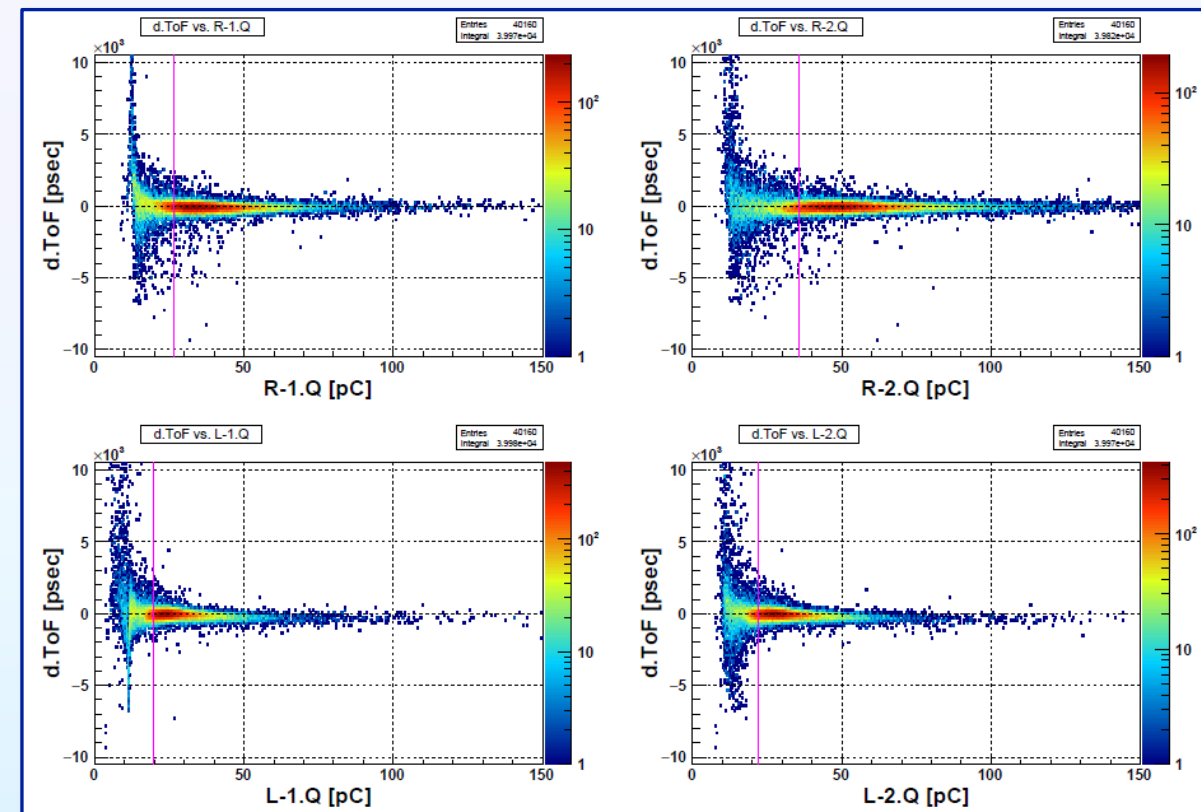 d.ToF vs. R-1.Q
Entries 40160
Integral 3.997e+04
×10³
10
5
0
−5
−10
d.ToF [psec]
0 50 100 150
R-1.Q [pC]
10²
10
1
d.ToF vs. R-2.Q
Entries 40160
Integral 3.982e+04
×10³
10
5
0
−5
−10
d.ToF [psec]
0 50 100 150
R-2.Q [pC]
10²
10
1
d.ToF vs. L-1.Q
Entries 40160
Integral 3.998e+04
×10³
10
5
0
−5
−10
d.ToF [psec]
0 50 100 150
L-1.Q [pC]
10²
10
1
d.ToF vs. L-2.Q
Entries 40160
Integral 3.997e+04
×10³
10
5
0
−5
−10
d.ToF [psec]
0 50 100 150
L-2.Q [pC]
10²
10
1